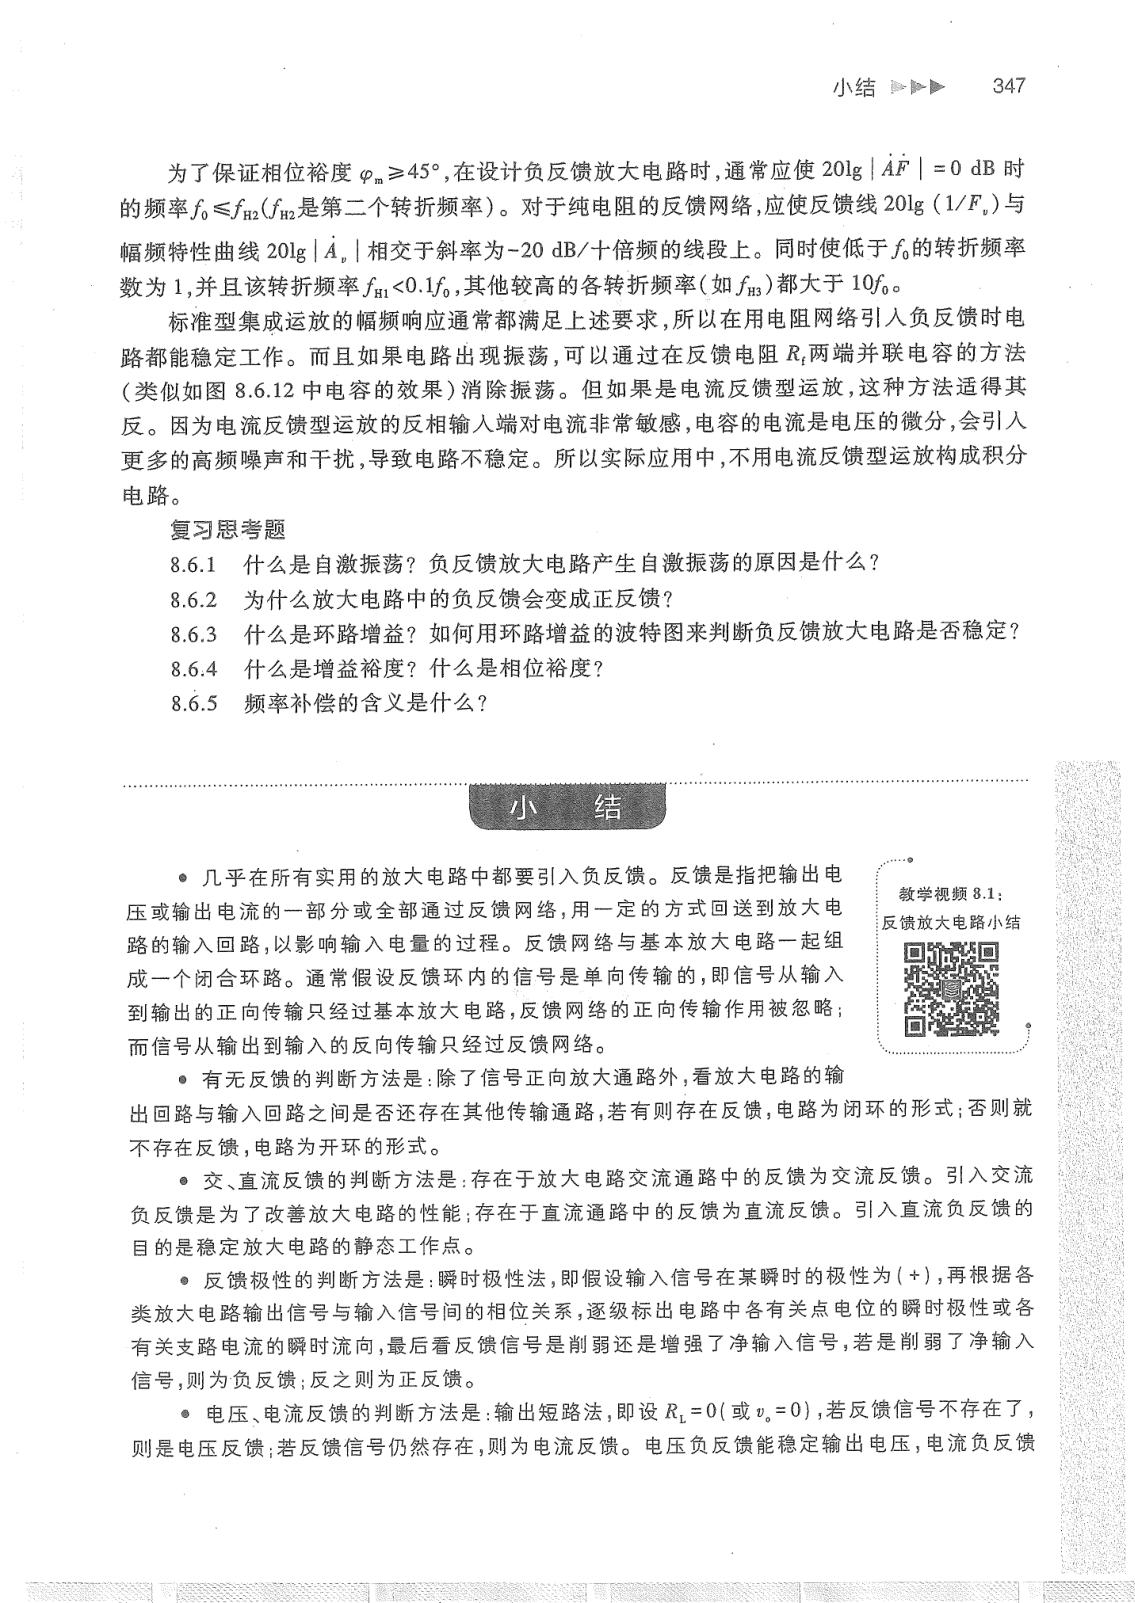 小结 347
为了保证相位裕度 φm≥45°,在设计负反馈放大电路时,通常应使 20lg|ȦḞ|=0 dB 时
的频率f0≤fH2(fH2是第二个转折频率)。对于纯电阻的反馈网络,应使反馈线 20lg (1/Fv)与
幅频特性曲线 20lg|Ȧv|相交于斜率为-20 dB/十倍频的线段上。同时使低于f0的转折频率
数为 1,并且该转折频率fH1<0.1f0,其他较高的各转折频率(如fH3)都大于 10f0。
标准型集成运放的幅频响应通常都满足上述要求,所以在用电阻网络引入负反馈时电
路都能稳定工作。而且如果电路出现振荡,可以通过在反馈电阻 Rf两端并联电容的方法
(类似如图 8.6.12 中电容的效果)消除振荡。但如果是电流反馈型运放,这种方法适得其
反。因为电流反馈型运放的反相输入端对电流非常敏感,电容的电流是电压的微分,会引入
更多的高频噪声和干扰,导致电路不稳定。所以实际应用中,不用电流反馈型运放构成积分
电路。
复习思考题
8.6.1 什么是自激振荡? 负反馈放大电路产生自激振荡的原因是什么?
8.6.2 为什么放大电路中的负反馈会变成正反馈?
8.6.3 什么是环路增益? 如何用环路增益的波特图来判断负反馈放大电路是否稳定?
8.6.4 什么是增益裕度? 什么是相位裕度?
8.6.5 频率补偿的含义是什么?
小 结
● 几乎在所有实用的放大电路中都要引入负反馈。反馈是指把输出电
压或输出电流的一部分或全部通过反馈网络,用一定的方式回送到放大电
路的输入回路,以影响输入电量的过程。反馈网络与基本放大电路一起组
成一个闭合环路。通常假设反馈环内的信号是单向传输的,即信号从输入
到输出的正向传输只经过基本放大电路,反馈网络的正向传输作用被忽略;
而信号从输出到输入的反向传输只经过反馈网络。
教学视频 8.1:
反馈放大电路小结
● 有无反馈的判断方法是:除了信号正向放大通路外,看放大电路的输
出回路与输入回路之间是否还存在其他传输通路,若有则存在反馈,电路为闭环的形式;否则就
不存在反馈,电路为开环的形式。
● 交、直流反馈的判断方法是:存在于放大电路交流通路中的反馈为交流反馈。引入交流
负反馈是为了改善放大电路的性能;存在于直流通路中的反馈为直流反馈。引入直流负反馈的
目的是稳定放大电路的静态工作点。
● 反馈极性的判断方法是:瞬时极性法,即假设输入信号在某瞬时的极性为(+),再根据各
类放大电路输出信号与输入信号间的相位关系,逐级标出电路中各有关点电位的瞬时极性或各
有关支路电流的瞬时流向,最后看反馈信号是削弱还是增强了净输入信号,若是削弱了净输入
信号,则为负反馈;反之则为正反馈。
● 电压、电流反馈的判断方法是:输出短路法,即设 RL=0(或 vo=0),若反馈信号不存在了,
则是电压反馈;若反馈信号仍然存在,则为电流反馈。电压负反馈能稳定输出电压,电流负反馈